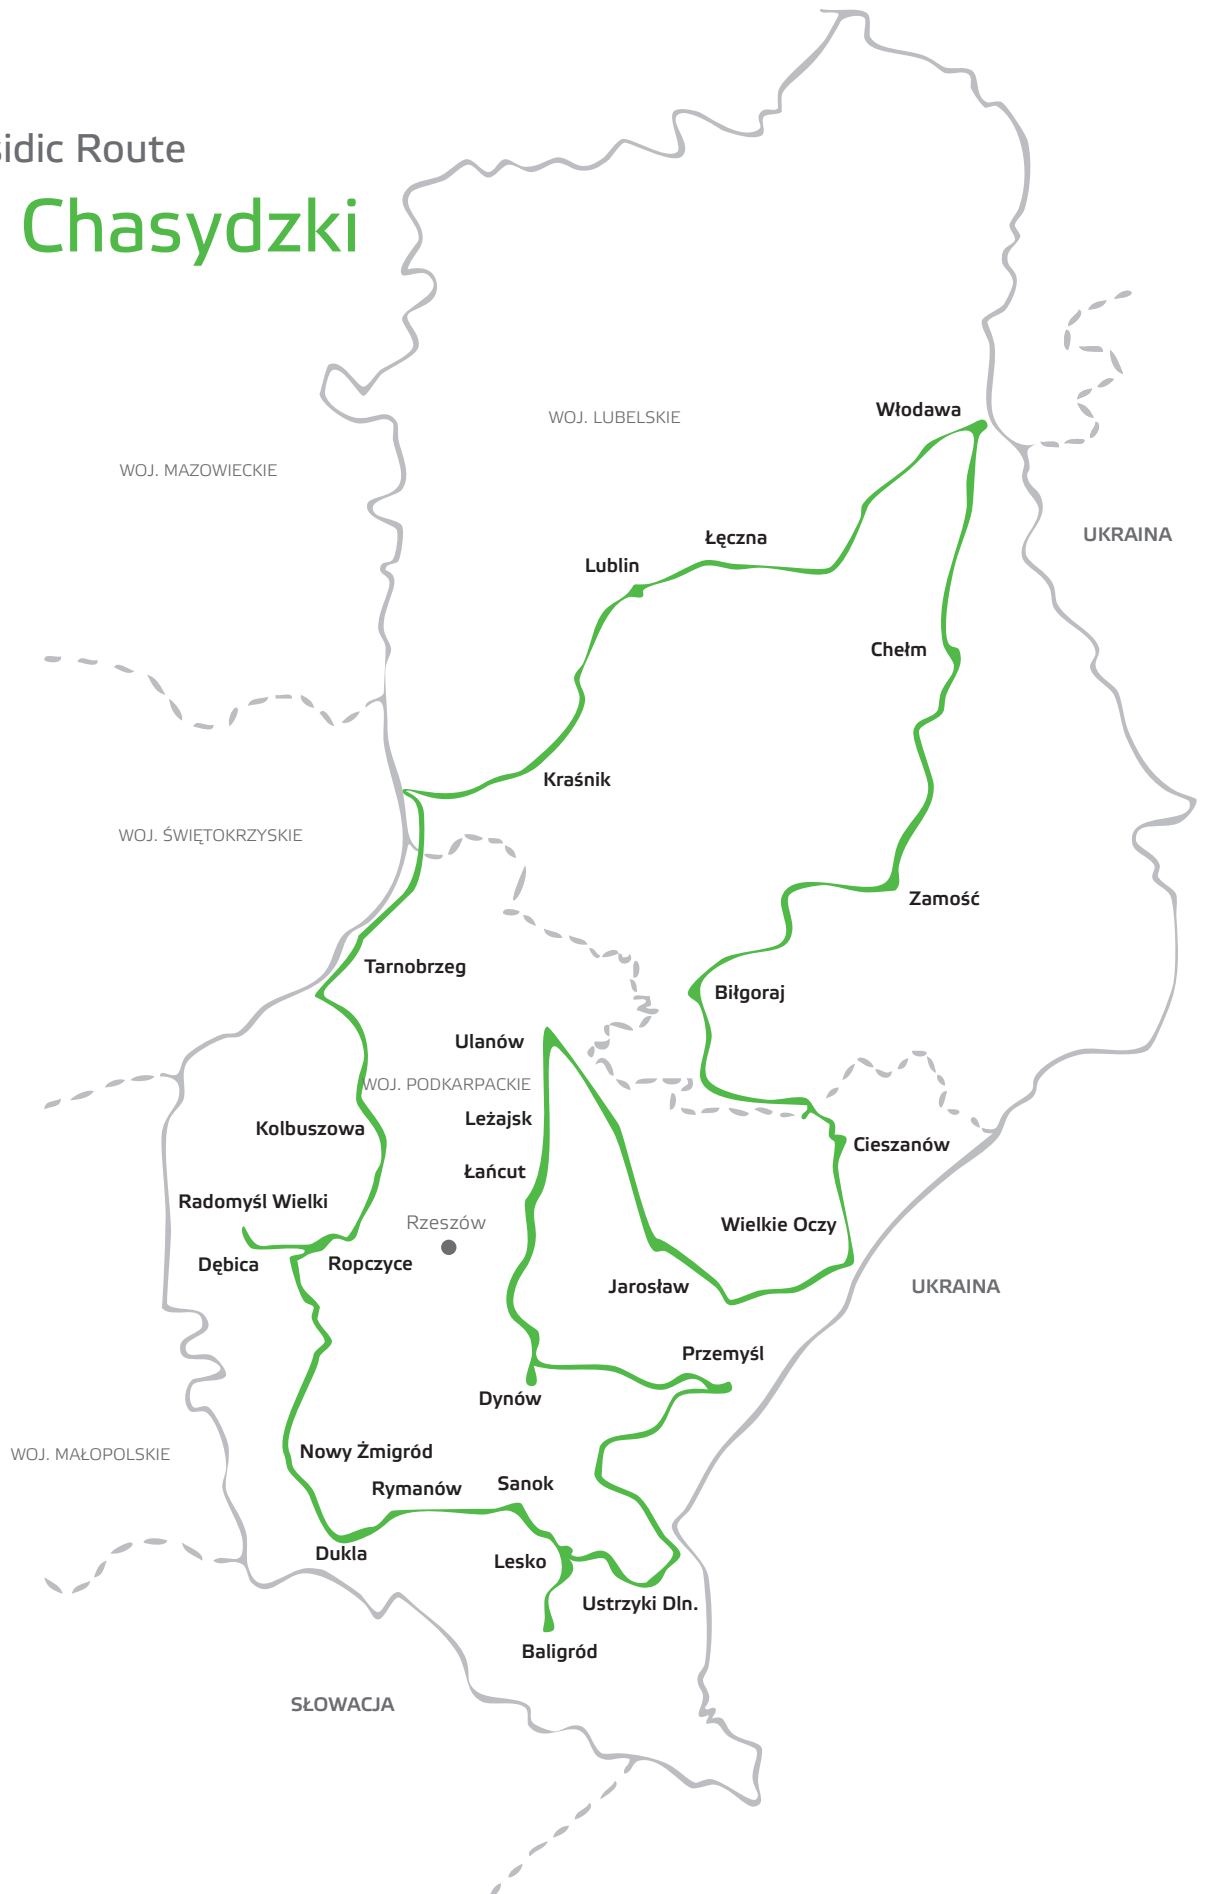 Route
Chasydzki
Włodawa
WOJ. LUBELSKIE
WOJ. MAZOWIECKIE
UKRAINA
Łęczna
Lublin
Chełm
Kraśnik
WOJ. ŚWIĘTOKRZYSKIE
Zamość
Tarnobrzeg
Biłgoraj
Ulanów
WOJ. PODKARPACKIE
Leżajsk
Kolbuszowa
Cieszanów
Łańcut
Radomyśl Wielki
Rzeszów
Wielkie Oczy
Dębica
Ropczyce
Jarosław
UKRAINA
Przemyśl
Dynów
WOJ. MAŁOPOLSKIE
Nowy Żmigród
Rymanów
Sanok
Dukla
Lesko
Ustrzyki Dln.
Baligród
SŁOWACJA